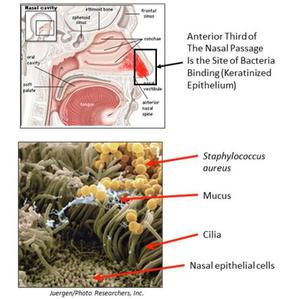 Nasal cavity
ethmoid bone
sphenoid sinus
frontal sinus
conchae
oral cavity
soft palate
tongue
nasal vestibule
anterior nasal spine
Anterior Third of
The Nasal Passage
Is the Site of Bacteria
Binding (Keratinized
Epithelium)
Staphylococcus
aureus
Mucus
Cilia
Nasal epithelial cells
Juergen/Photo Researchers, Inc.